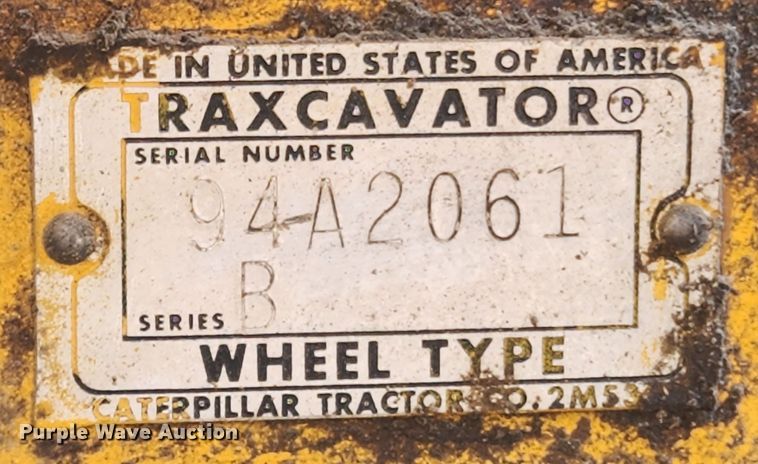 MADE IN UNITED STATES OF AMERICA
TRAXCAVATOR®
SERIAL NUMBER
94A2061
SERIES B
WHEEL TYPE
CATERPILLAR TRACTOR CO.
Purple Wave Auction